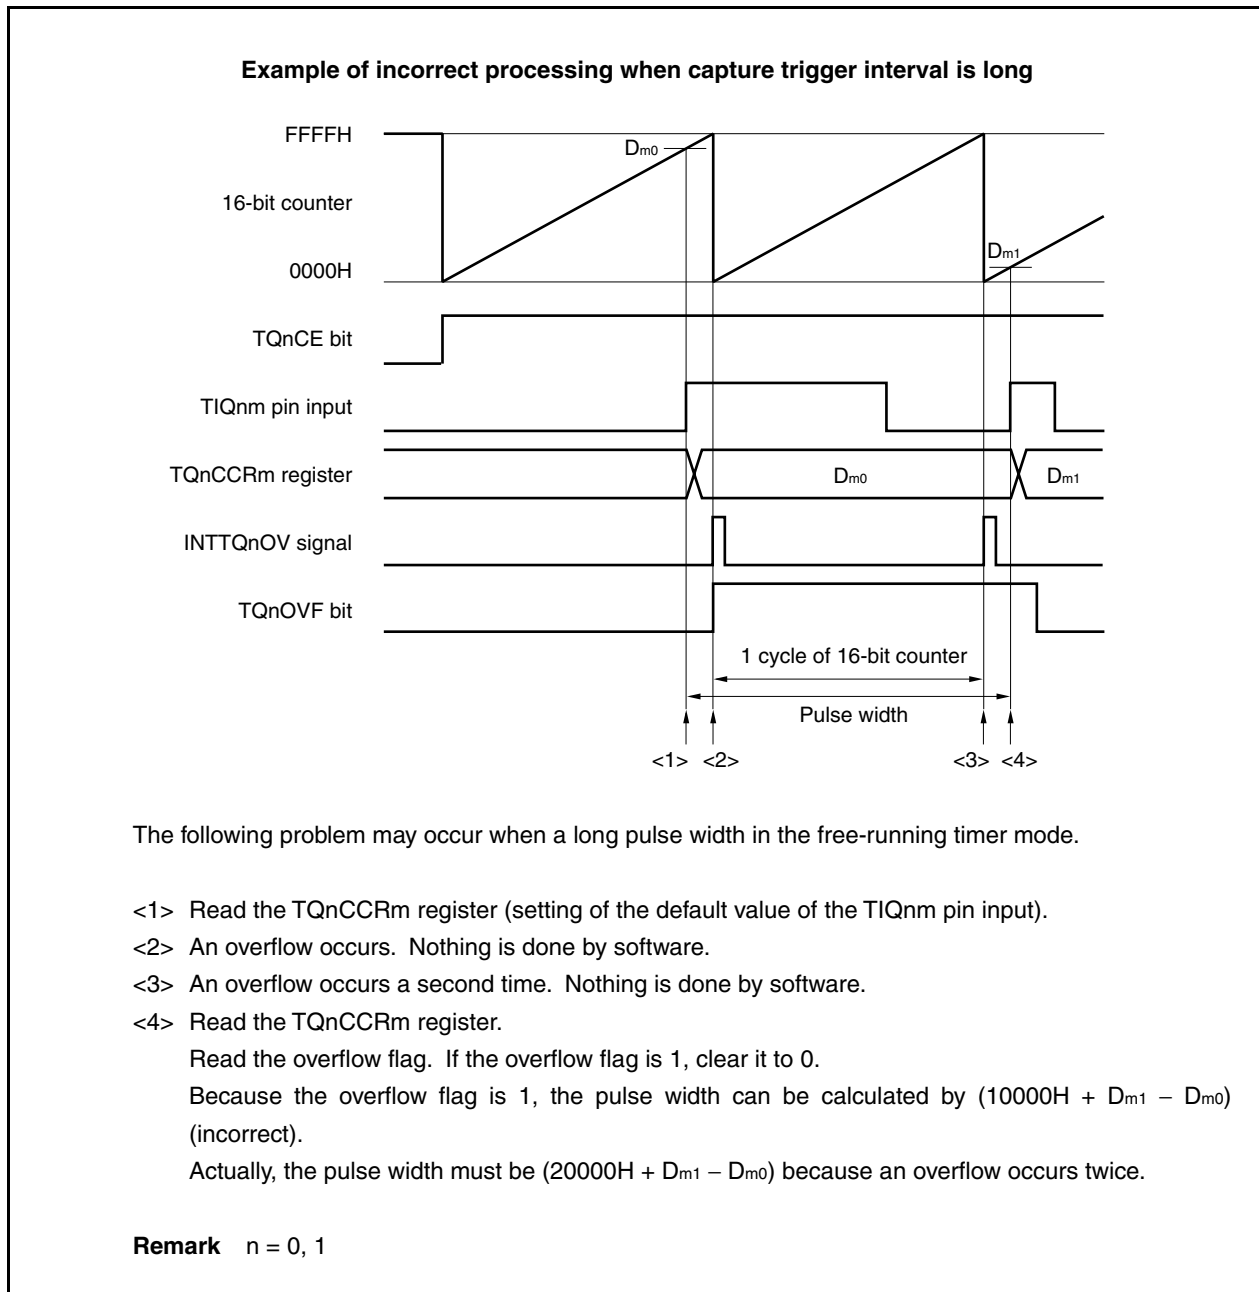 Example of incorrect processing when capture trigger interval is long
FFFFH
Dm0
16-bit counter
Dm1
0000H
TQnCE bit
TIQnm pin input
TQnCCRm register
Dm0
Dm1
INTTQnOV signal
TQnOVF bit
1 cycle of 16-bit counter
Pulse width
<1> <2> <3> <4>
The following problem may occur when a long pulse width in the free-running timer mode.
<1> Read the TQnCCRm register (setting of the default value of the TIQnm pin input).
<2> An overflow occurs. Nothing is done by software.
<3> An overflow occurs a second time. Nothing is done by software.
<4> Read the TQnCCRm register.
Read the overflow flag. If the overflow flag is 1, clear it to 0.
Because the overflow flag is 1, the pulse width can be calculated by (10000H + Dm1 − Dm0)
(incorrect).
Actually, the pulse width must be (20000H + Dm1 − Dm0) because an overflow occurs twice.
Remark n = 0, 1